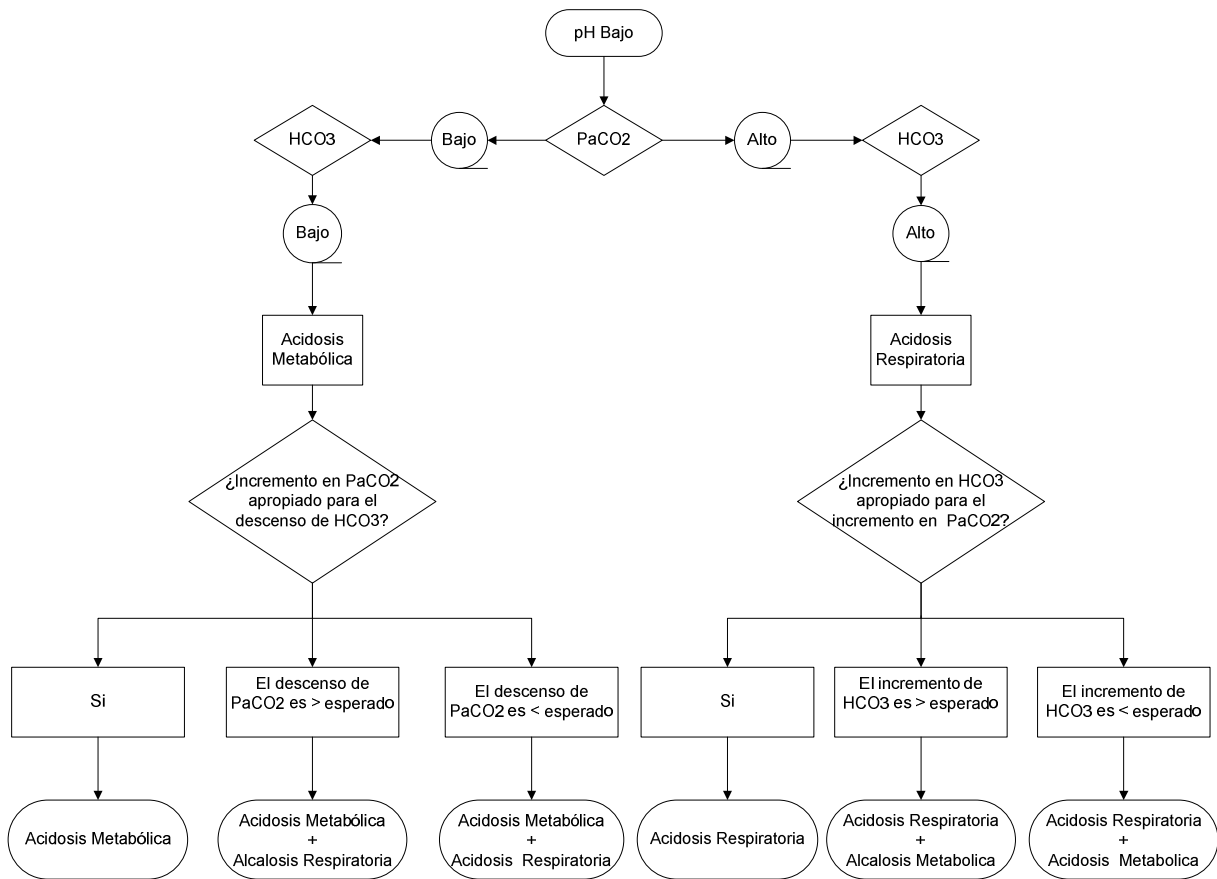 pH Bajo
HCO3
Bajo
PaCO2
Alto
HCO3
Bajo
Alto
Acidosis
Metabólica
Acidosis
Respiratoria
¿Incremento en PaCO2
apropiado para el
descenso de HCO3?
¿Incremento en HCO3
apropiado para el
incremento en PaCO2?
Si
El descenso de
PaCO2 es > esperado
El descenso de
PaCO2 es < esperado
Si
El incremento de
HCO3 es > esperado
El incremento de
HCO3 es < esperado
Acidosis Metabólica
Acidosis Metabólica
+
Alcalosis Respiratoria
Acidosis Metabólica
+
Acidosis Respiratoria
Acidosis Respiratoria
Acidosis Respiratoria
+
Alcalosis Metabolica
Acidosis Respiratoria
+
Acidosis Metabolica